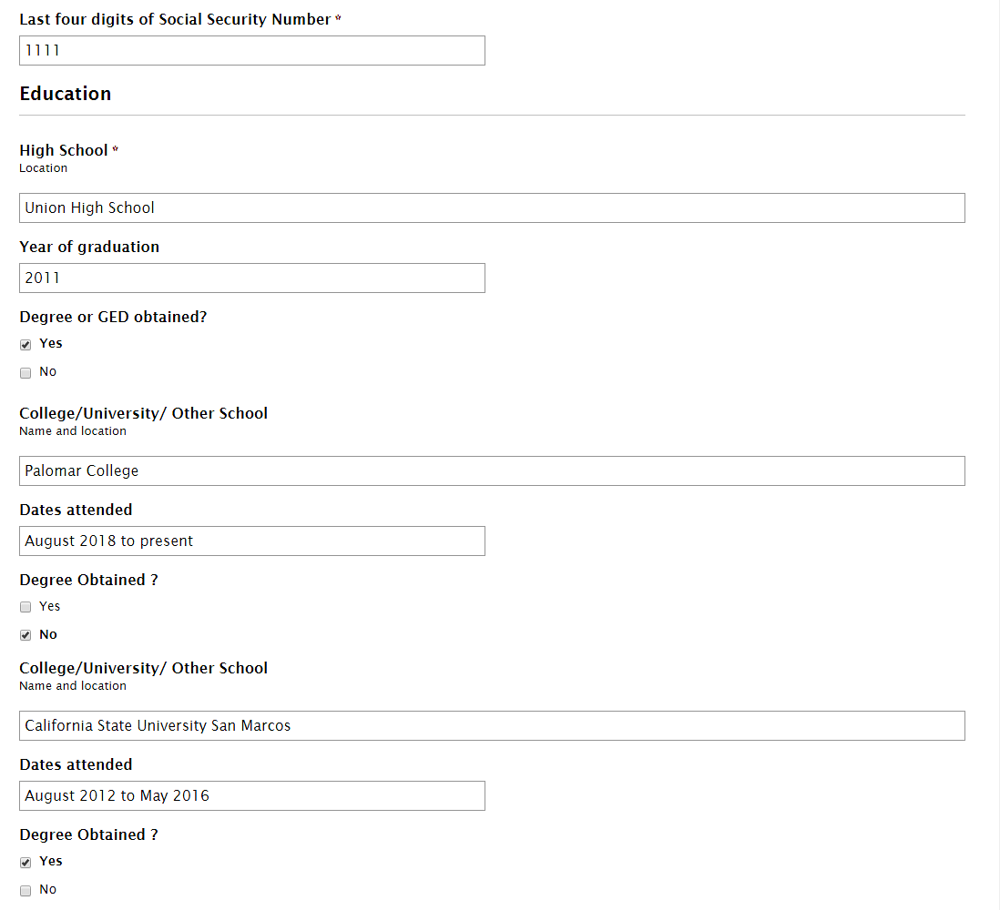 Last four digits of Social Security Number *
1111
Education
High School *
Location
Union High School
Year of graduation
2011
Degree or GED obtained?
Yes
No
College/University/ Other School
Name and location
Palomar College
Dates attended
August 2018 to present
Degree Obtained ?
Yes
No
College/University/ Other School
Name and location
California State University San Marcos
Dates attended
August 2012 to May 2016
Degree Obtained ?
Yes
No